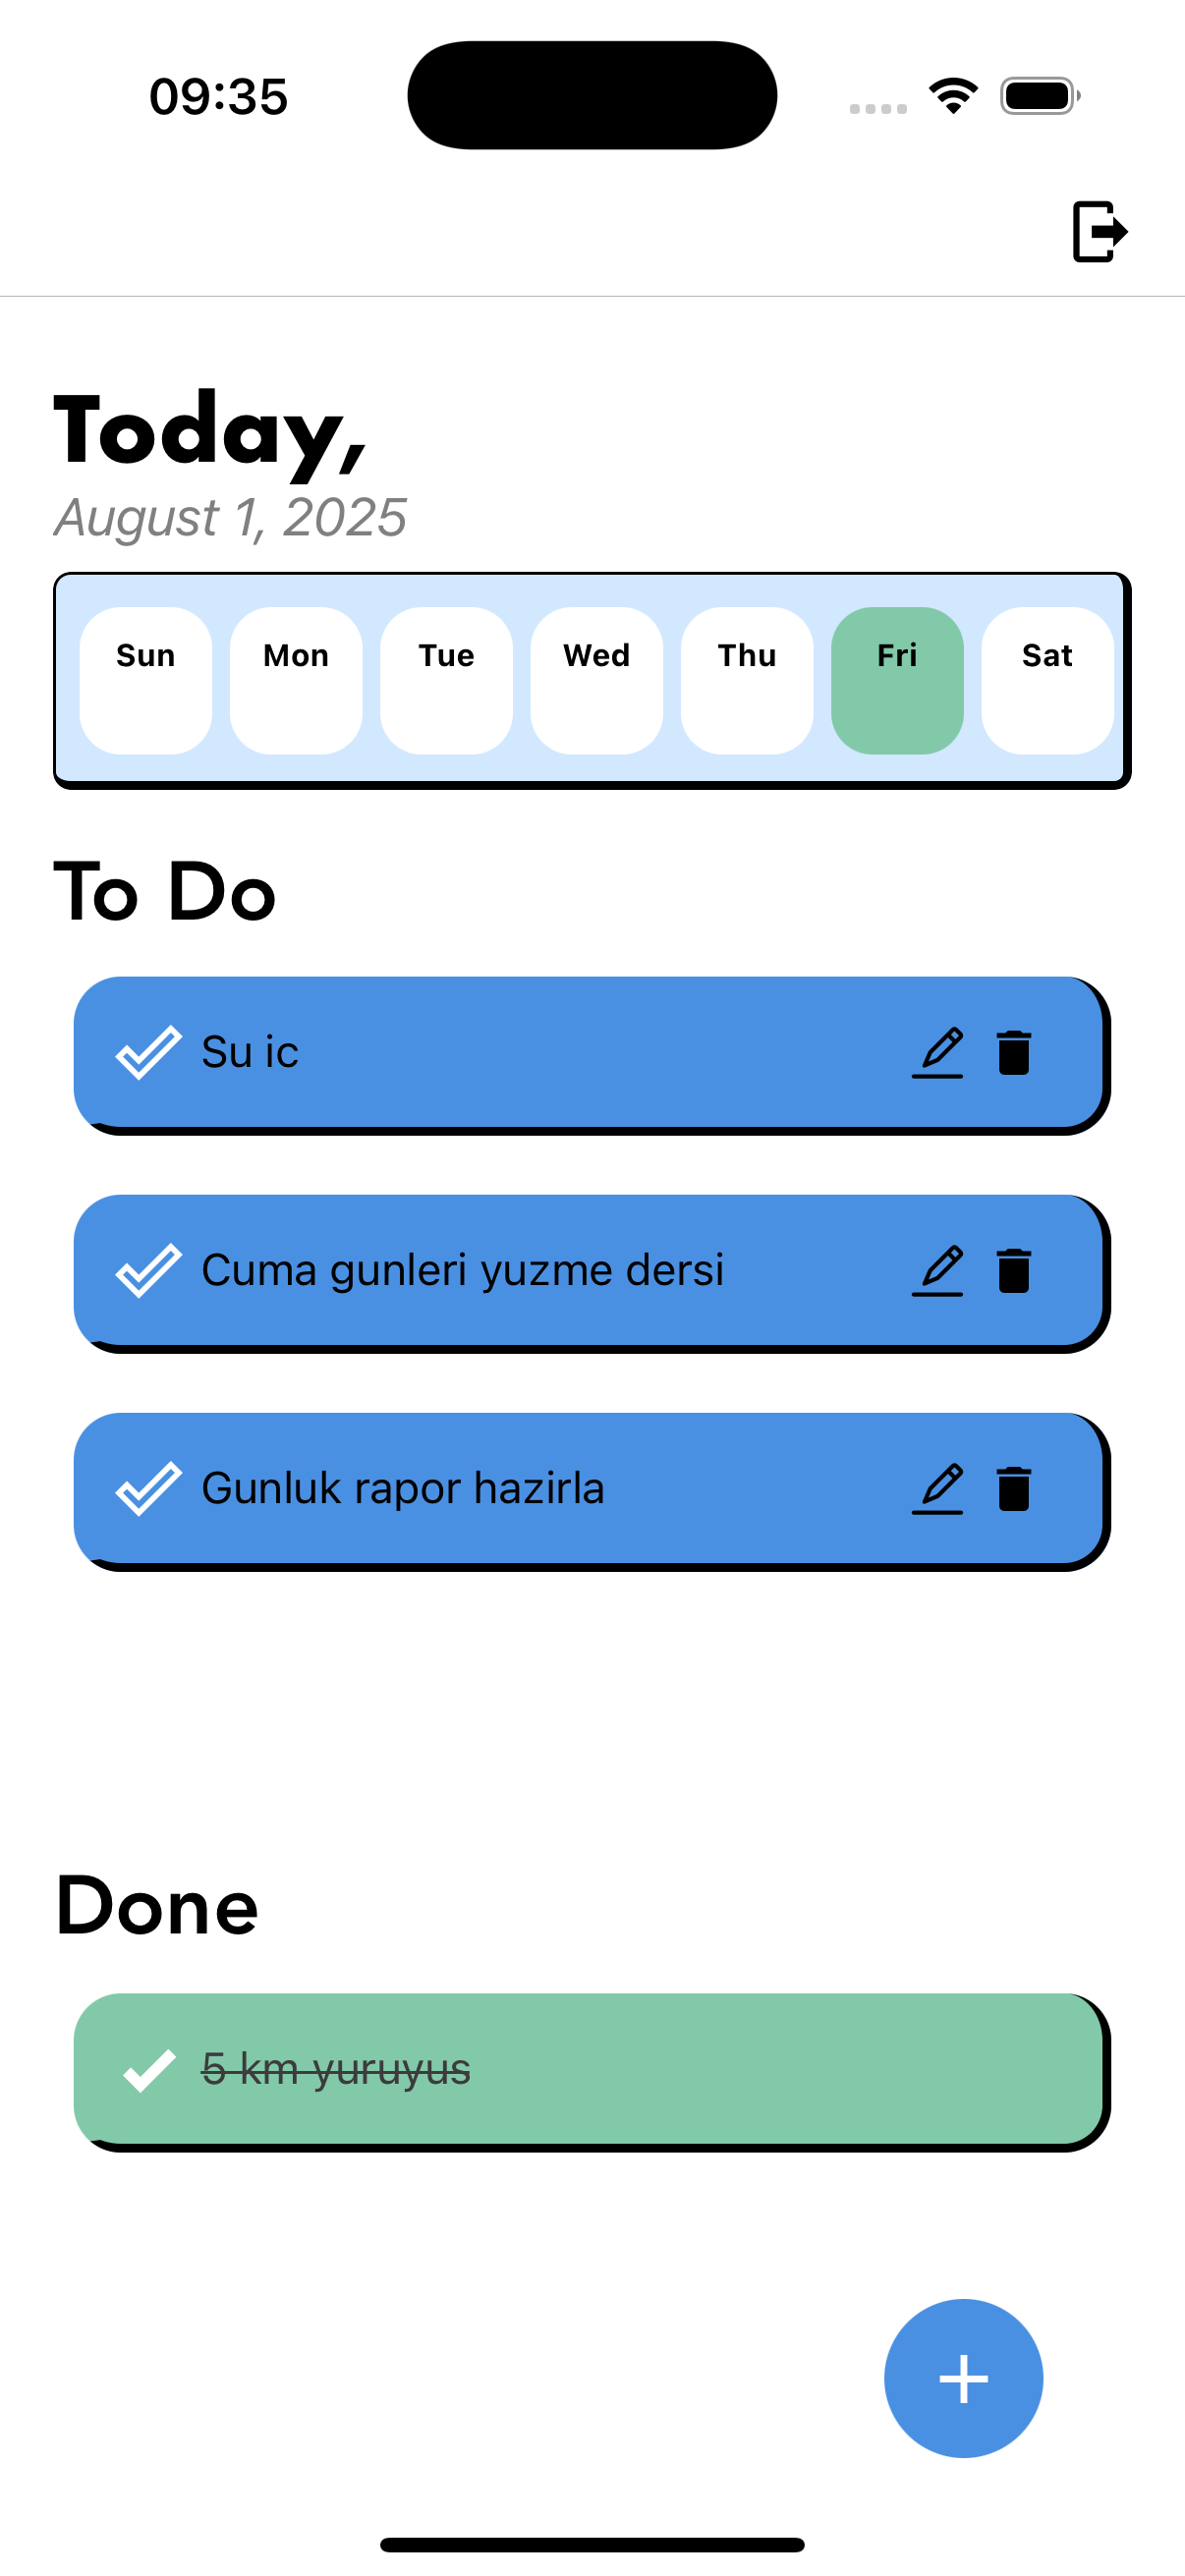 09:35
Today,
August 1, 2025
Sun Mon Tue Wed Thu Fri Sat
To Do
Su ic
Cuma gunleri yuzme dersi
Gunluk rapor hazirla
Done
5 km yuruyus